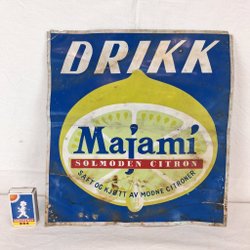 DRIKK
Majami
SOLMODEN CITRON
SAFT OG KJØTT AV MODNE CITRONER